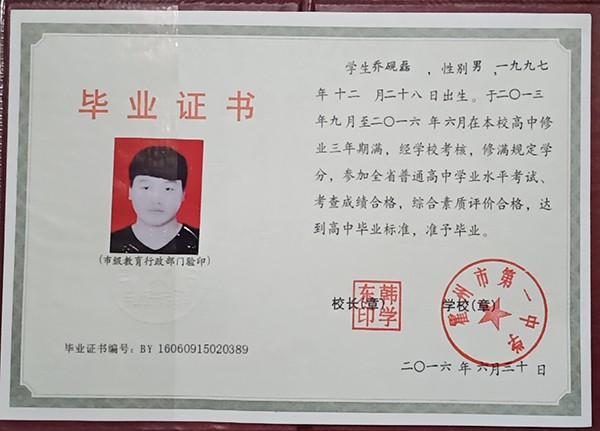 毕业证书
(市级教育行政部门验印)
毕业证书编号：BY 16060915020389
学生乔砚磊 ，性别男 ，一九九七
年十二 月二十八日出生。于二〇一三
年九月至二〇一六 年六月在本校高中修
业三年期满，经学校考核，修满规定学
分，参加全省普通高中学业水平考试、
考查成绩合格，综合素质评价合格，达
到高中毕业标准，准予毕业。
校长(章)
韩学东印
学校(章)
霍州市第一中学
二〇一六 年 六月三十 日